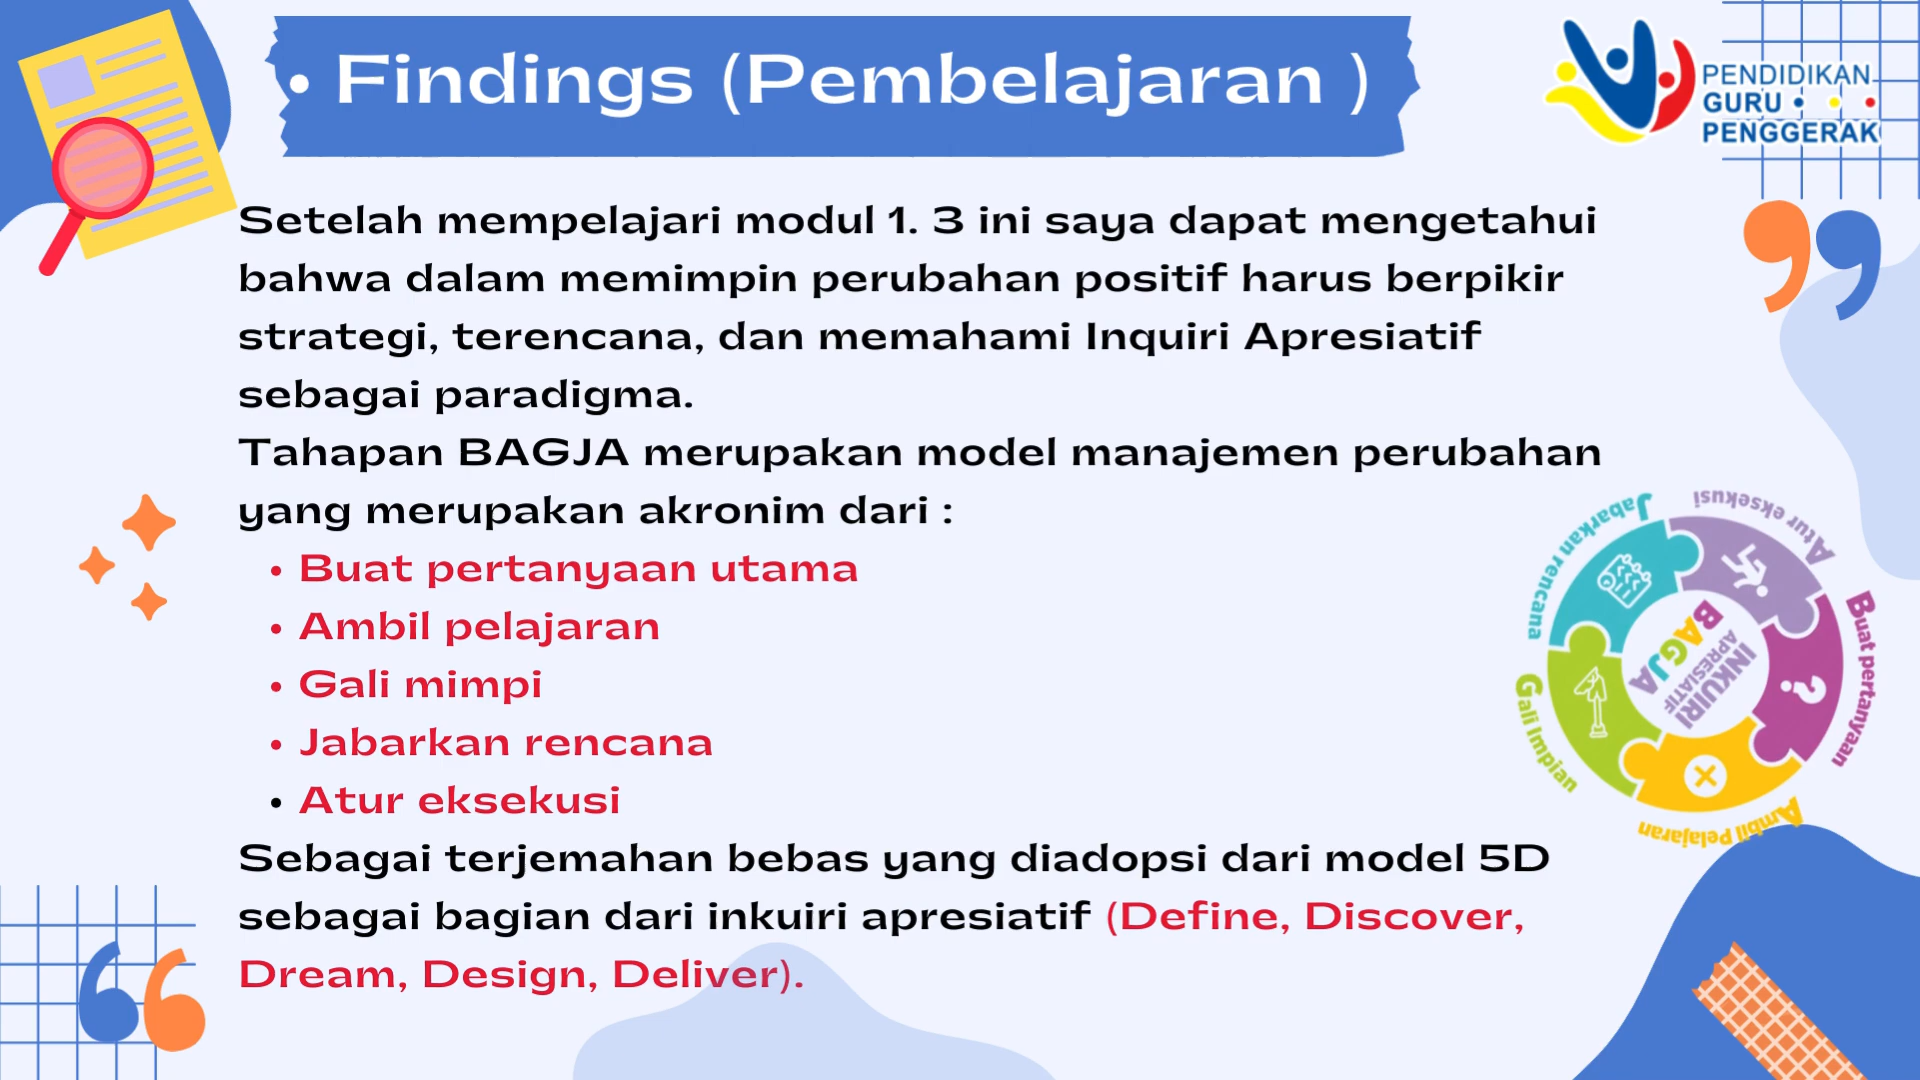 • Findings (Pembelajaran )
PENDIDIKAN
GURU
PENGGERAK
Setelah mempelajari modul 1. 3 ini saya dapat mengetahui
bahwa dalam memimpin perubahan positif harus berpikir
strategi, terencana, dan memahami Inquiri Apresiatif
sebagai paradigma.
Tahapan BAGJA merupakan model manajemen perubahan
yang merupakan akronim dari :
• Buat pertanyaan utama
• Ambil pelajaran
• Gali mimpi
• Jabarkan rencana
• Atur eksekusi
Sebagai terjemahan bebas yang diadopsi dari model 5D
sebagai bagian dari inkuiri apresiatif (Define, Discover,
Dream, Design, Deliver).
Jabarkan rencana
Atur eksekusi
Buat pertanyaan
Ambil Pelajaran
Gali Impian
INKUIRI
APRESIATIF
BAGJA